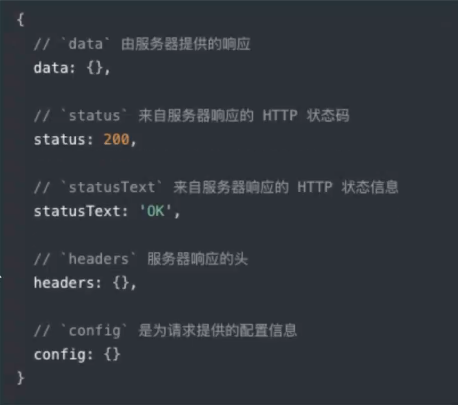 {
// `data` 由服务器提供的响应
data: {},
// `status` 来自服务器响应的 HTTP 状态码
status: 200,
// `statusText` 来自服务器响应的 HTTP 状态信息
statusText: 'OK',
// `headers` 服务器响应的头
headers: {},
// `config` 是为请求提供的配置信息
config: {}
}